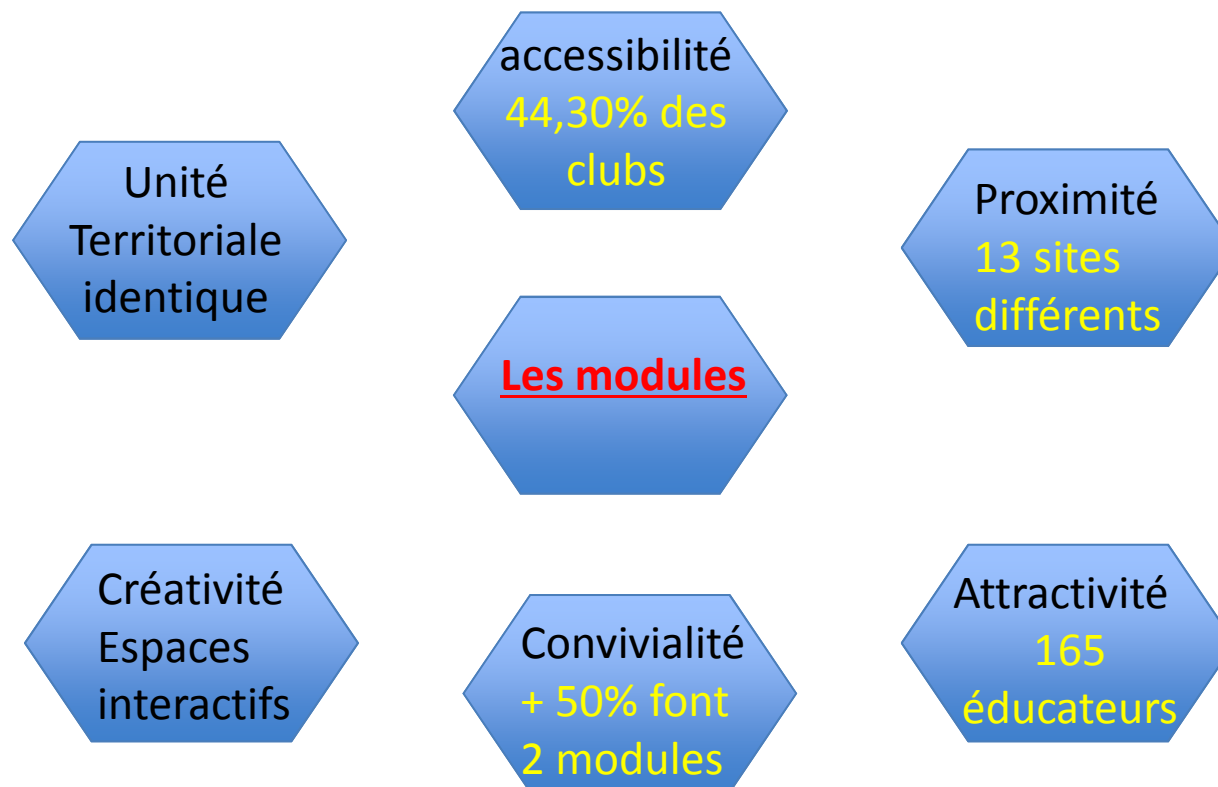 accessibilité
44,30% des
clubs
Unité
Territoriale
identique
Proximité
13 sites
différents
Les modules
Créativité
Espaces
interactifs
Convivialité
+ 50% font
2 modules
Attractivité
165
éducateurs